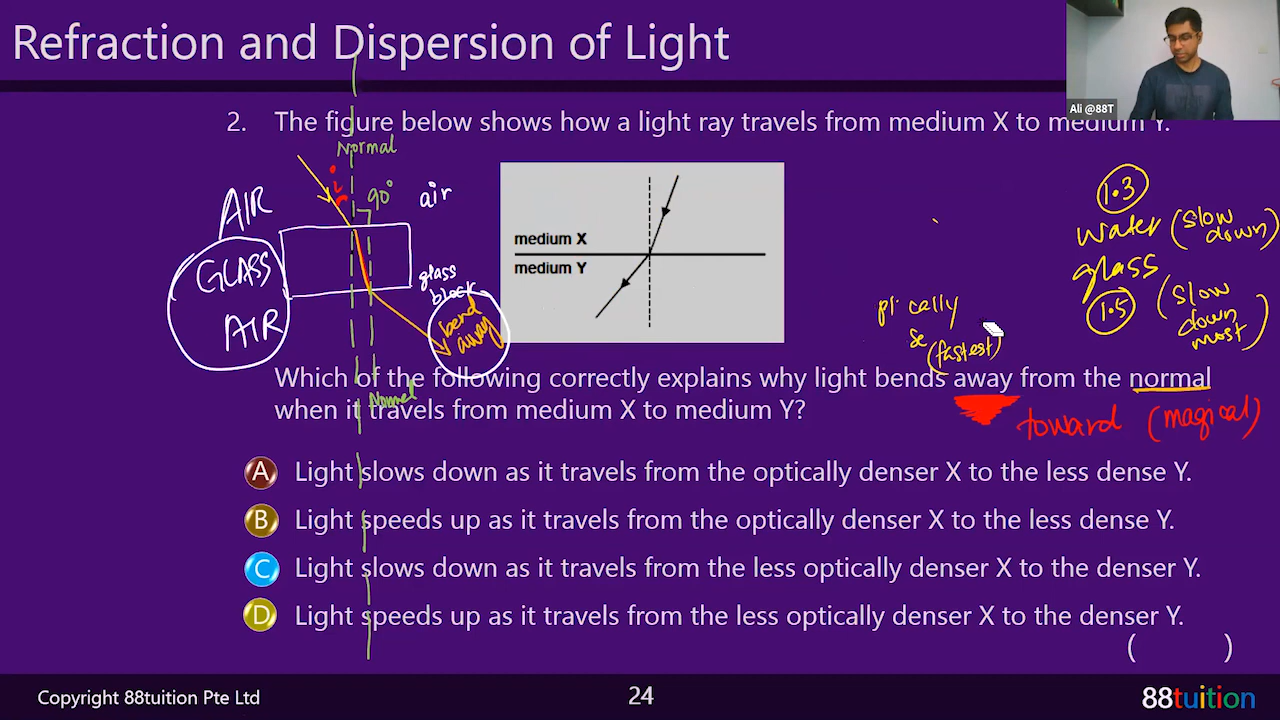 Refraction and Dispersion of Light
Ali @88T
2. The figure below shows how a light ray travels from medium X to medium Y.
Normal
i
90°
air
AIR
GLASS
AIR
glass
block
bend
away
Normal
medium X
medium Y
1.3
water (slow
down)
glass
1.5
(slow
down
most)
(fastest)
Which of the following correctly explains why light bends away from the normal
when it travels from medium X to medium Y?
toward (magical)
A Light slows down as it travels from the optically denser X to the less dense Y.
B Light speeds up as it travels from the optically denser X to the less dense Y.
C Light slows down as it travels from the less optically denser X to the denser Y.
D Light speeds up as it travels from the less optically denser X to the denser Y.
( )
Copyright 88tuition Pte Ltd
24
88tuition